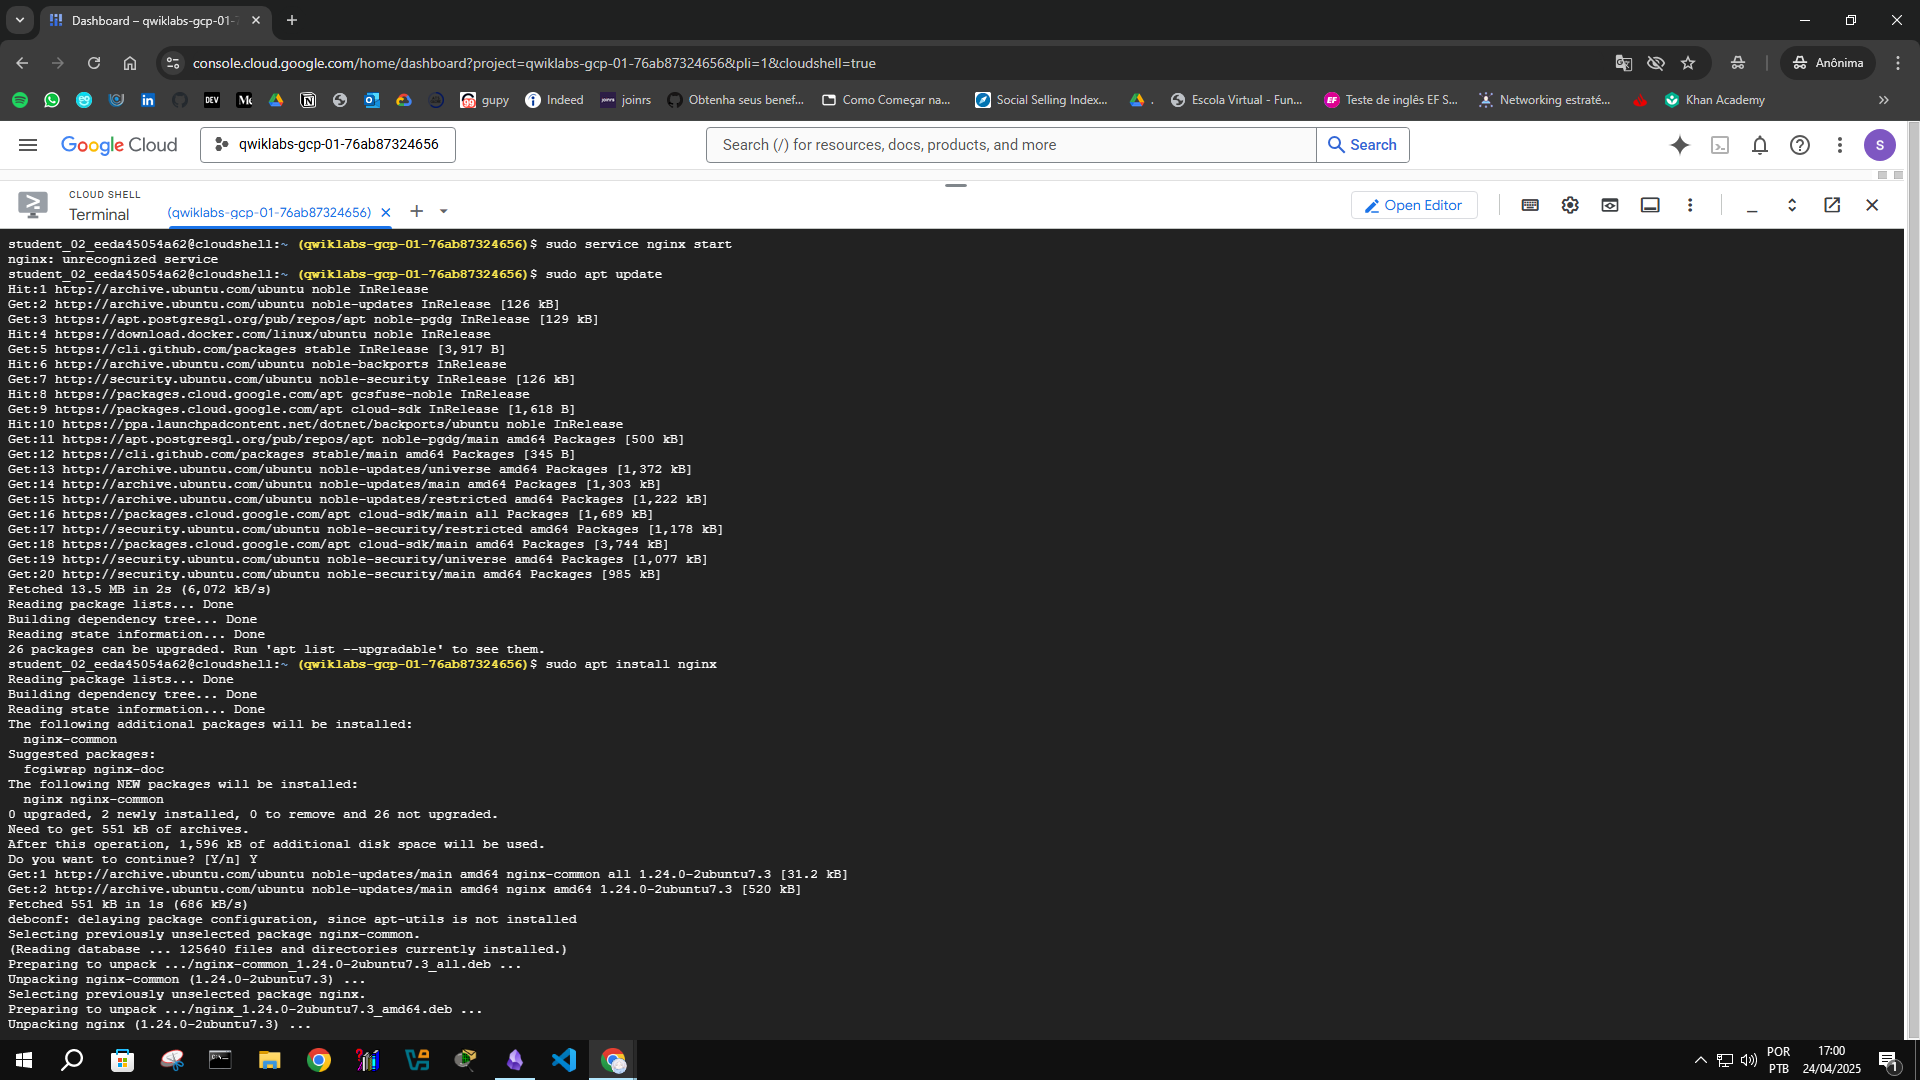 Dashboard – qwiklabs-gcp-01-7
console.cloud.google.com/home/dashboard?project=qwiklabs-gcp-01-76ab87324656&pli=1&cloudshell=true
Anônima
DEV
gupy
Indeed
joinrs
Obtenha seus benef...
Como Começar na...
Social Selling Index...
.
Escola Virtual - Fun...
EF
Teste de inglês EF S...
Networking estraté...
Khan Academy
Google Cloud
qwiklabs-gcp-01-76ab87324656
Search (/) for resources, docs, products, and more
Search
S
CLOUD SHELL
Terminal
(qwiklabs-gcp-01-76ab87324656)
Open Editor
student_02_eeda45054a62@cloudshell:~ (qwiklabs-gcp-01-76ab87324656)$ sudo service nginx start
nginx: unrecognized service
student_02_eeda45054a62@cloudshell:~ (qwiklabs-gcp-01-76ab87324656)$ sudo apt update
Hit:1 http://archive.ubuntu.com/ubuntu noble InRelease
Get:2 http://archive.ubuntu.com/ubuntu noble-updates InRelease [126 kB]
Get:3 https://apt.postgresql.org/pub/repos/apt noble-pgdg InRelease [129 kB]
Hit:4 https://download.docker.com/linux/ubuntu noble InRelease
Get:5 https://cli.github.com/packages stable InRelease [3,917 B]
Hit:6 http://archive.ubuntu.com/ubuntu noble-backports InRelease
Get:7 http://security.ubuntu.com/ubuntu noble-security InRelease [126 kB]
Hit:8 https://packages.cloud.google.com/apt gcsfuse-noble InRelease
Get:9 https://packages.cloud.google.com/apt cloud-sdk InRelease [1,618 B]
Hit:10 https://ppa.launchpadcontent.net/dotnet/backports/ubuntu noble InRelease
Get:11 https://apt.postgresql.org/pub/repos/apt noble-pgdg/main amd64 Packages [500 kB]
Get:12 https://cli.github.com/packages stable/main amd64 Packages [345 B]
Get:13 http://archive.ubuntu.com/ubuntu noble-updates/universe amd64 Packages [1,372 kB]
Get:14 http://archive.ubuntu.com/ubuntu noble-updates/main amd64 Packages [1,303 kB]
Get:15 http://archive.ubuntu.com/ubuntu noble-updates/restricted amd64 Packages [1,222 kB]
Get:16 https://packages.cloud.google.com/apt cloud-sdk/main all Packages [1,689 kB]
Get:17 http://security.ubuntu.com/ubuntu noble-security/restricted amd64 Packages [1,178 kB]
Get:18 https://packages.cloud.google.com/apt cloud-sdk/main amd64 Packages [3,744 kB]
Get:19 http://security.ubuntu.com/ubuntu noble-security/universe amd64 Packages [1,077 kB]
Get:20 http://security.ubuntu.com/ubuntu noble-security/main amd64 Packages [985 kB]
Fetched 13.5 MB in 2s (6,072 kB/s)
Reading package lists... Done
Building dependency tree... Done
Reading state information... Done
26 packages can be upgraded. Run 'apt list --upgradable' to see them.
student_02_eeda45054a62@cloudshell:~ (qwiklabs-gcp-01-76ab87324656)$ sudo apt install nginx
Reading package lists... Done
Building dependency tree... Done
Reading state information... Done
The following additional packages will be installed:
nginx-common
Suggested packages:
fcgiwrap nginx-doc
The following NEW packages will be installed:
nginx nginx-common
0 upgraded, 2 newly installed, 0 to remove and 26 not upgraded.
Need to get 551 kB of archives.
After this operation, 1,596 kB of additional disk space will be used.
Do you want to continue? [Y/n] Y
Get:1 http://archive.ubuntu.com/ubuntu noble-updates/main amd64 nginx-common all 1.24.0-2ubuntu7.3 [31.2 kB]
Get:2 http://archive.ubuntu.com/ubuntu noble-updates/main amd64 nginx amd64 1.24.0-2ubuntu7.3 [520 kB]
Fetched 551 kB in 1s (686 kB/s)
debconf: delaying package configuration, since apt-utils is not installed
Selecting previously unselected package nginx-common.
(Reading database ... 125640 files and directories currently installed.)
Preparing to unpack .../nginx-common_1.24.0-2ubuntu7.3_all.deb ...
Unpacking nginx-common (1.24.0-2ubuntu7.3) ...
Selecting previously unselected package nginx.
Preparing to unpack .../nginx_1.24.0-2ubuntu7.3_amd64.deb ...
Unpacking nginx (1.24.0-2ubuntu7.3) ...
POR
PTB
17:00
24/04/2025
1